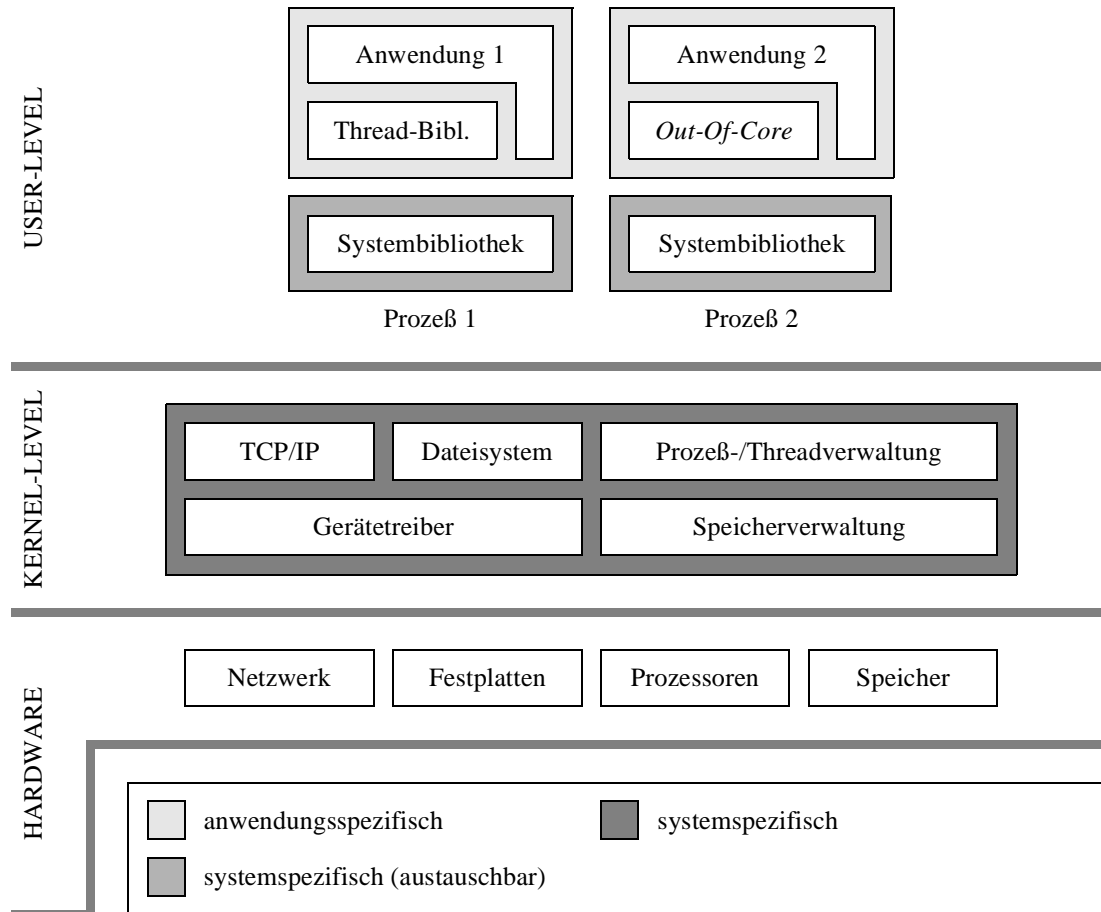 USER-LEVEL
Anwendung 1
Anwendung 2
Thread-Bibl.
Out-Of-Core
Systembibliothek
Systembibliothek
Prozeß 1
Prozeß 2
KERNEL-LEVEL
TCP/IP
Dateisystem
Prozeß-/Threadverwaltung
Gerätetreiber
Speicherverwaltung
HARDWARE
Netzwerk
Festplatten
Prozessoren
Speicher
anwendungsspezifisch
systemspezifisch
systemspezifisch (austauschbar)